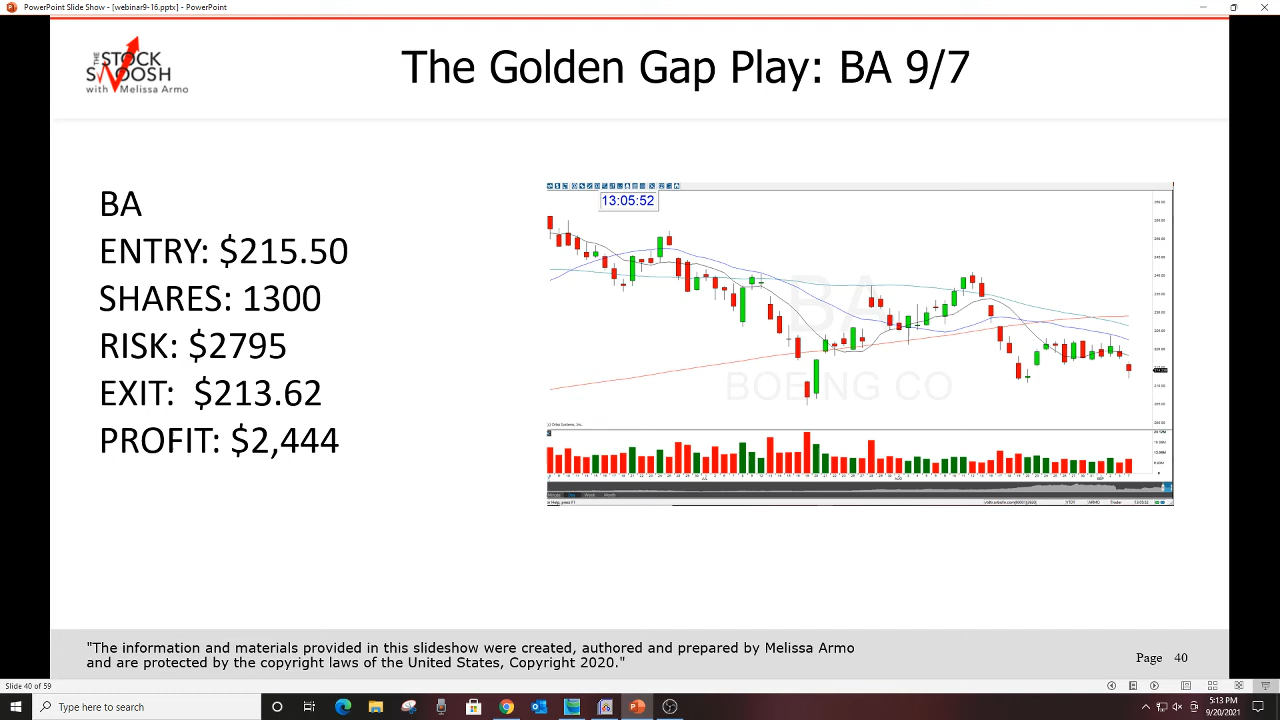 PowerPoint Slide Show - [webinar9-16.pptx] - PowerPoint
THE
STOCK
SWOOSH
with Melissa Armo
The Golden Gap Play: BA 9/7
BA
ENTRY: $215.50
SHARES: 1300
RISK: $2795
EXIT: $213.62
PROFIT: $2,444
13:05:52
BA
BOEING CO
Week Month
"The information and materials provided in this slideshow were created, authored and prepared by Melissa Armo
and are protected by the copyright laws of the United States, Copyright 2020."
Page 40
Slide 40 of 59
Type here to search
5:13 PM
9/20/2021